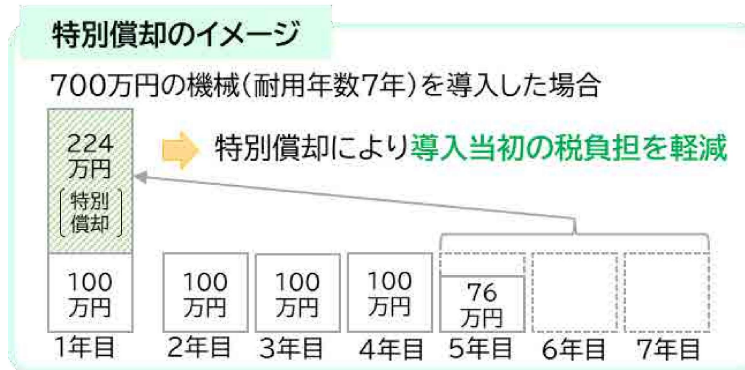 特別償却のイメージ
700万円の機械(耐用年数7年)を導入した場合
224
万円
特別
償却
特別償却により導入当初の税負担を軽減
100
万円
100
万円
100
万円
100
万円
76
万円
1年目
2年目
3年目
4年目
5年目
6年目
7年目